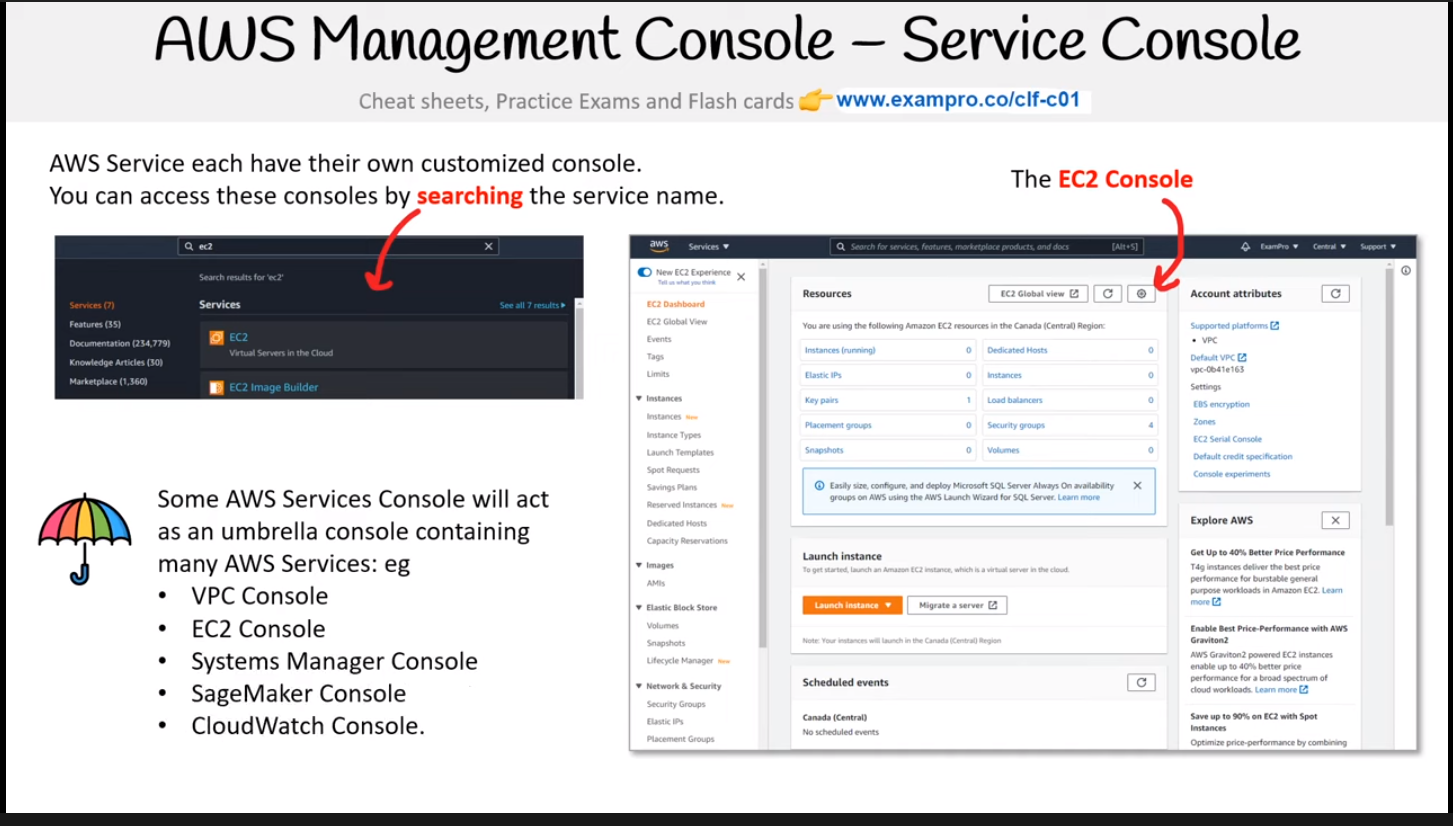 AWS Management Console – Service Console
Cheat sheets, Practice Exams and Flash cards 👉 www.exampro.co/clf-c01
AWS Service each have their own customized console.
You can access these consoles by searching the service name.
ec2
Search results for 'ec2'
Services (7)
Features (35)
Documentation (234,779)
Knowledge Articles (30)
Marketplace (1,360)
Services
See all 7 results
EC2
Virtual Servers in the Cloud
EC2 Image Builder
Some AWS Services Console will act
as an umbrella console containing
many AWS Services: eg
• VPC Console
• EC2 Console
• Systems Manager Console
• SageMaker Console
• CloudWatch Console.
The EC2 Console
aws
Services
Search for services, features, marketplace products, and docs
[Alt+S]
ExamPro
Central
Support
New EC2 Experience
Tell us what you think
EC2 Dashboard
EC2 Global View
Events
Tags
Limits
Instances
Instances New
Instance Types
Launch Templates
Spot Requests
Savings Plans
Reserved Instances New
Dedicated Hosts
Capacity Reservations
Images
AMIs
Elastic Block Store
Volumes
Snapshots
Lifecycle Manager New
Network & Security
Security Groups
Elastic IPs
Placement Groups
Resources
EC2 Global view
You are using the following Amazon EC2 resources in the Canada (Central) Region:
Instances (running) 0
Dedicated Hosts 0
Elastic IPs 0
Instances 0
Key pairs 1
Load balancers 0
Placement groups 0
Security groups 4
Snapshots 0
Volumes 0
Easily size, configure, and deploy Microsoft SQL Server Always On availability
groups on AWS using the AWS Launch Wizard for SQL Server. Learn more
Launch instance
To get started, launch an Amazon EC2 instance, which is a virtual server in the cloud.
Launch instance
Migrate a server
Note: Your instances will launch in the Canada (Central) Region
Scheduled events
Canada (Central)
No scheduled events
Account attributes
Supported platforms
• VPC
Default VPC
vpc-0b41e163
Settings
EBS encryption
Zones
EC2 Serial Console
Default credit specification
Console experiments
Explore AWS
Get Up to 40% Better Price Performance
T4g instances deliver the best price
performance for burstable general
purpose workloads in Amazon EC2. Learn
more
Enable Best Price-Performance with AWS
Graviton2
AWS Graviton2 powered EC2 instances
enable up to 40% better price
performance for a broad spectrum of
cloud workloads. Learn more
Save up to 90% on EC2 with Spot
Instances
Optimize price-performance by combining